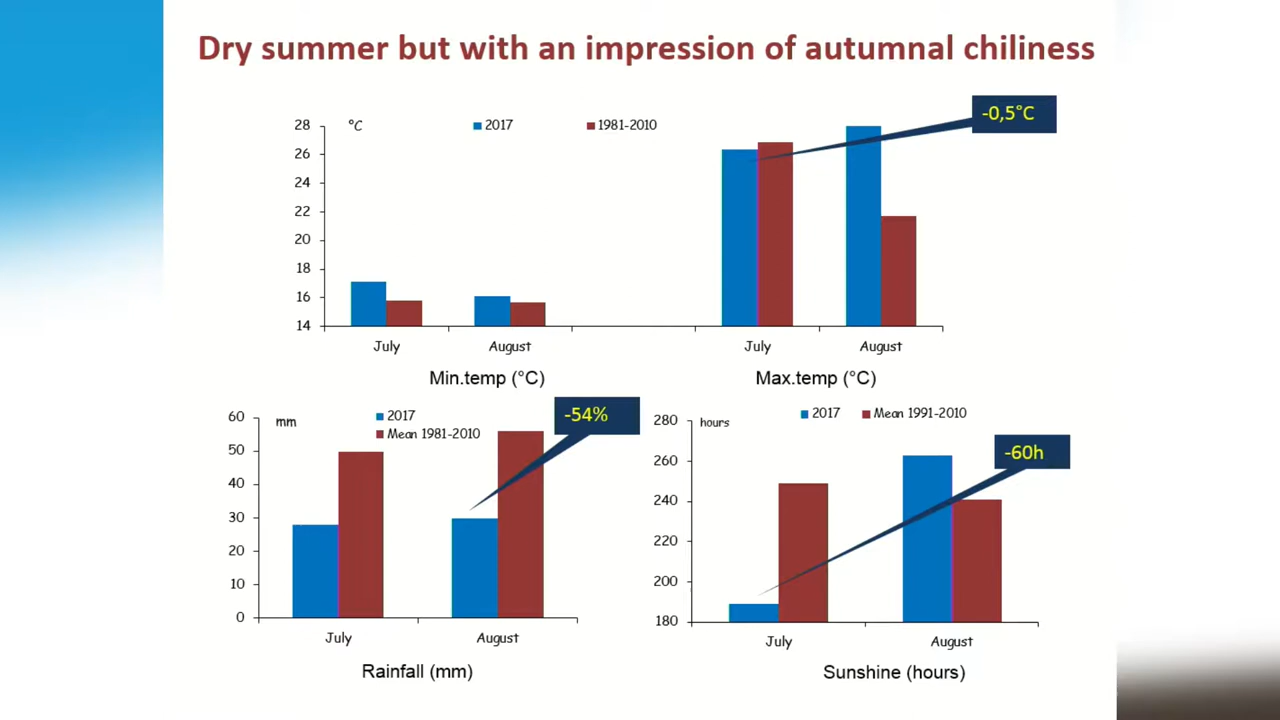 Dry summer but with an impression of autumnal chiliness
-0,5°C
°C
2017
1981-2010
28
26
24
22
20
18
16
14
July
August
July
August
Min.temp (°C)
Max.temp (°C)
-54%
mm
2017
Mean 1981-2010
60
50
40
30
20
10
0
July
August
Rainfall (mm)
hours
2017
Mean 1991-2010
-60h
280
260
240
220
200
180
July
August
Sunshine (hours)